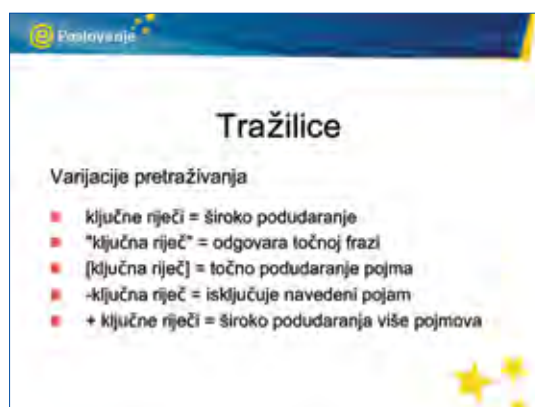 e Poslovanje
Tražilice
Varijacije pretraživanja
ključne riječi = široko podudaranje
"ključna riječ" = odgovara točnoj frazi
[ključna riječ] = točno podudaranje pojma
-ključna riječ = isključuje navedeni pojam
+ ključne riječi = široko podudaranja više pojmova